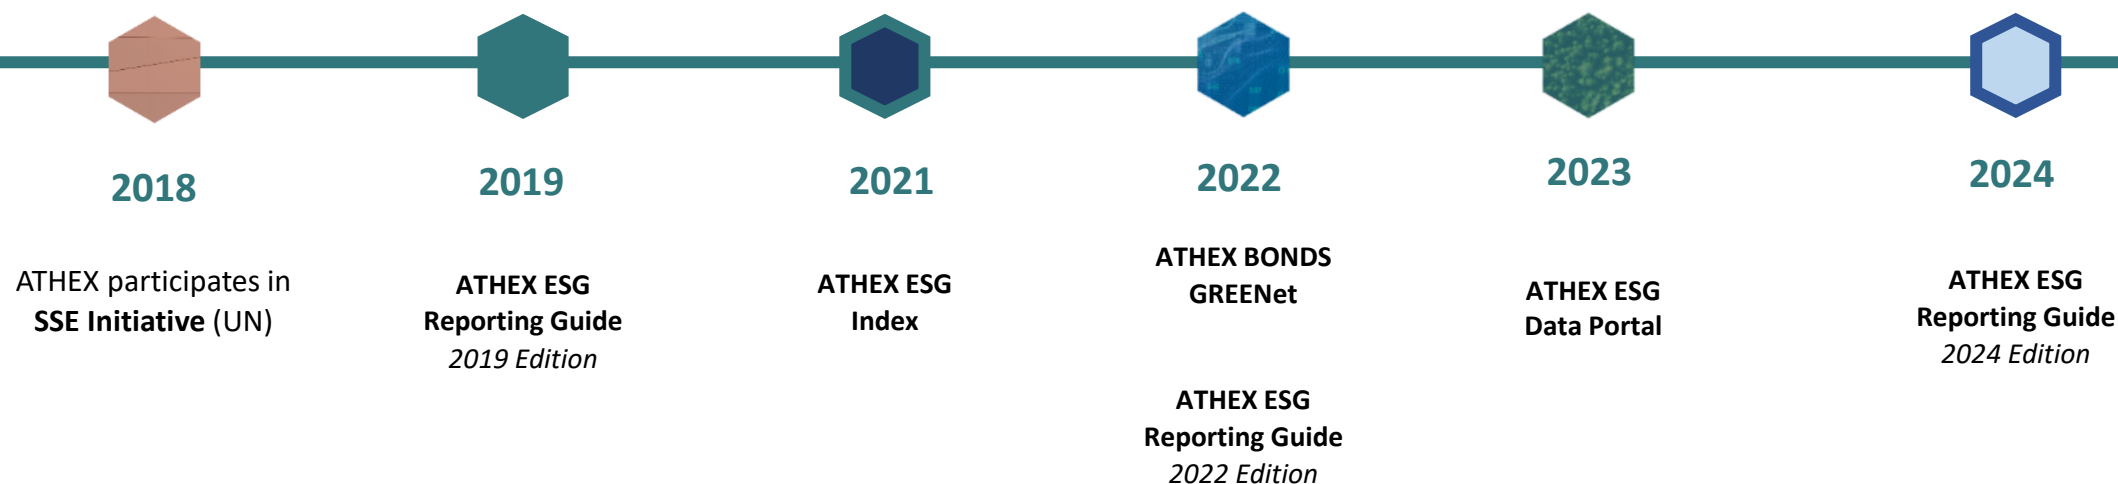 2018
ATHEX participates in
SSE Initiative (UN)
2019
ATHEX ESG
Reporting Guide
2019 Edition
2021
ATHEX ESG
Index
2022
ATHEX BONDS
GREENet
ATHEX ESG
Reporting Guide
2022 Edition
2023
ATHEX ESG
Data Portal
2024
ATHEX ESG
Reporting Guide
2024 Edition